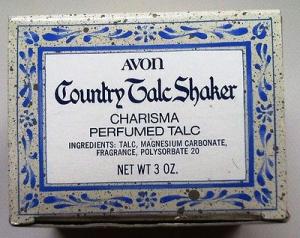 AVON
Country Talc Shaker
CHARISMA
PERFUMED TALC
INGREDIENTS: TALC, MAGNESIUM CARBONATE,
FRAGRANCE, POLYSORBATE 20
NET WT 3 OZ.